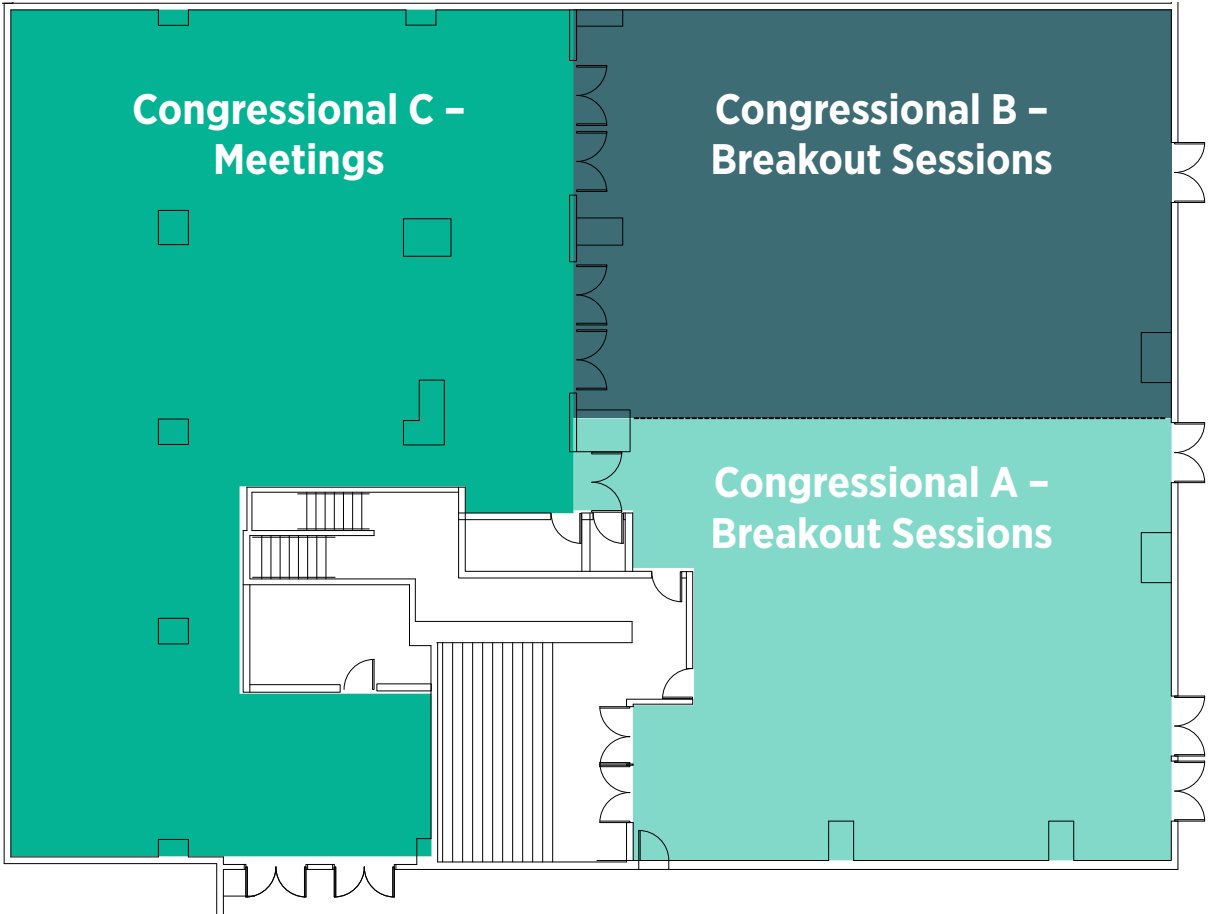 Congressional C –
Meetings
Congressional B –
Breakout Sessions
Congressional A –
Breakout Sessions